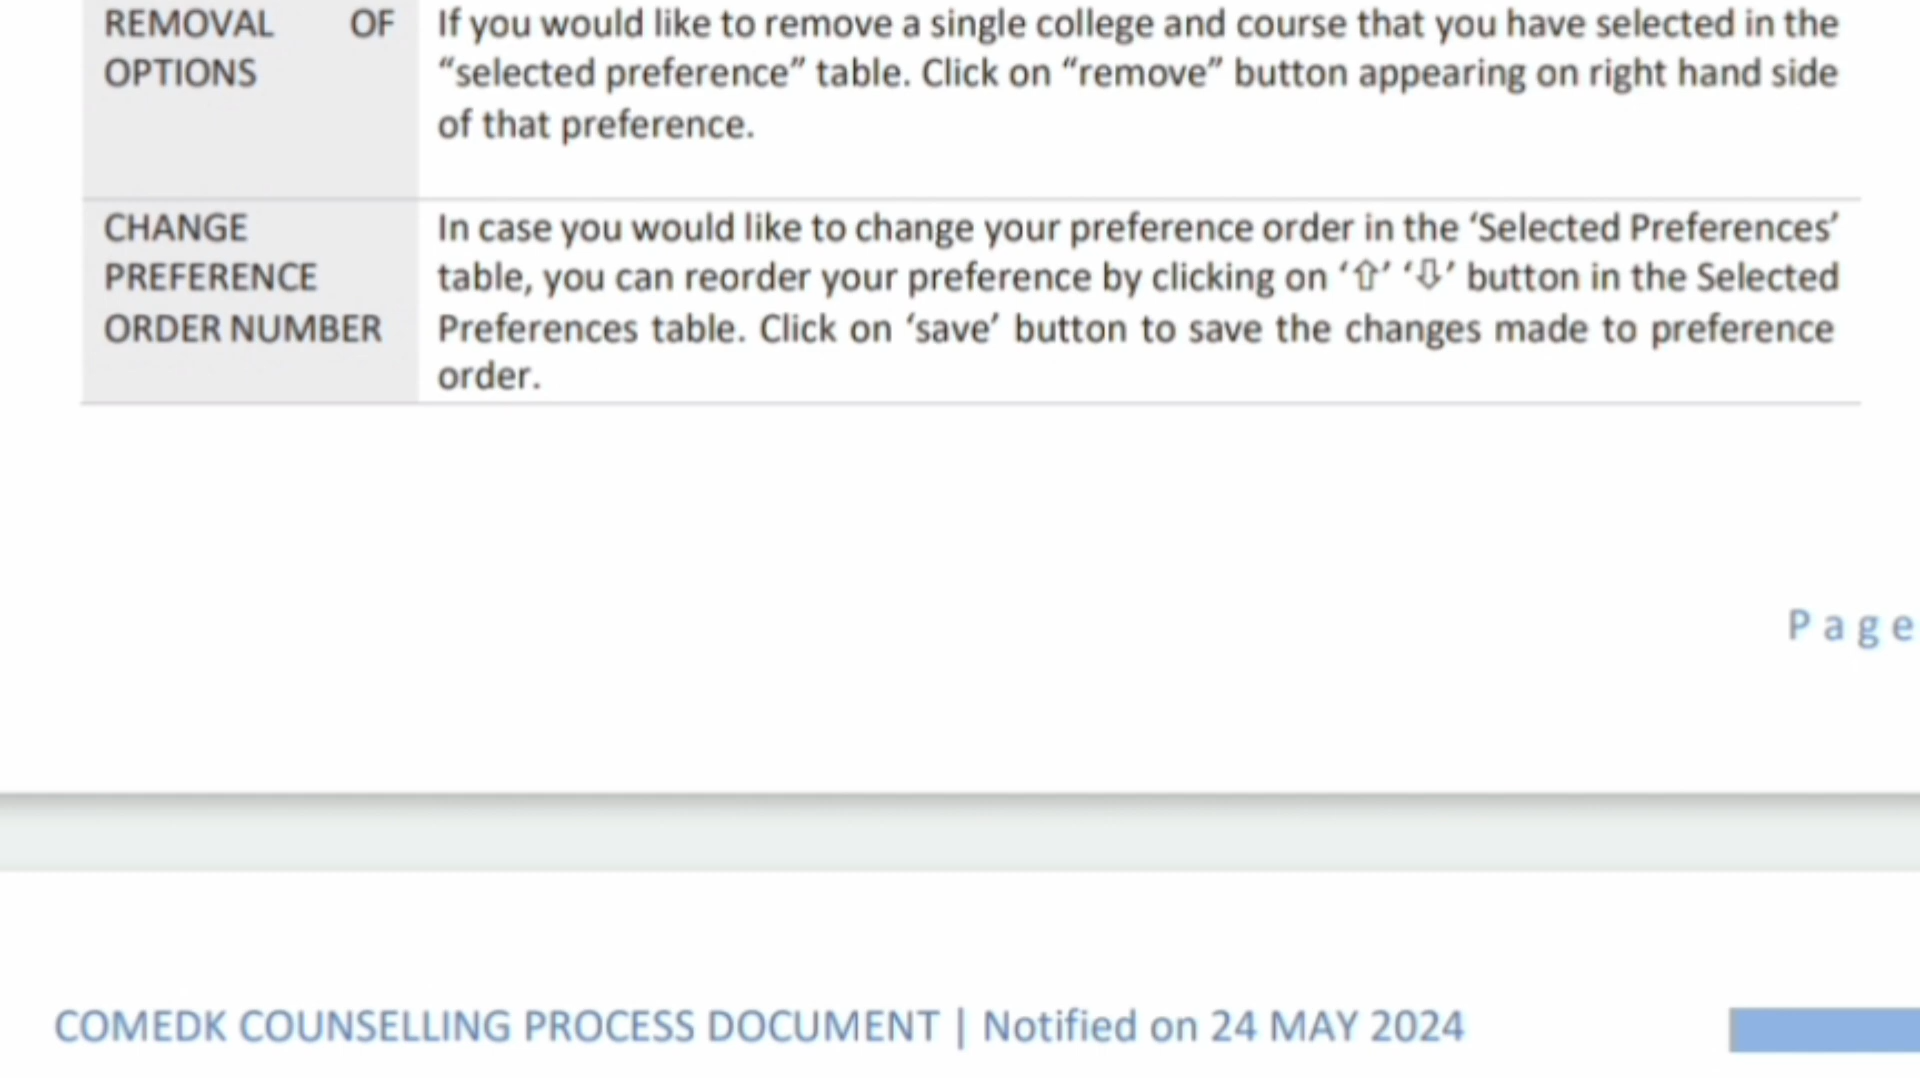 REMOVAL OF
OPTIONS
If you would like to remove a single college and course that you have selected in the
“selected preference” table. Click on “remove” button appearing on right hand side
of that preference.
CHANGE
PREFERENCE
ORDER NUMBER
In case you would like to change your preference order in the ‘Selected Preferences’
table, you can reorder your preference by clicking on ‘⇧’ ‘⇩’ button in the Selected
Preferences table. Click on ‘save’ button to save the changes made to preference
order.
Page
COMEDK COUNSELLING PROCESS DOCUMENT | Notified on 24 MAY 2024